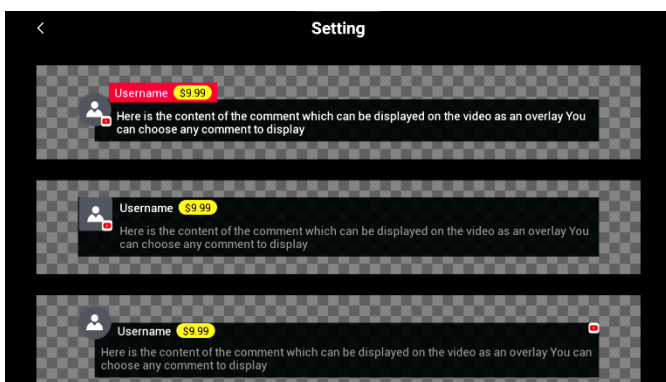 Setting
Username $9.99
Here is the content of the comment which can be displayed on the video as an overlay You
can choose any comment to display
Username $9.99
Here is the content of the comment which can be displayed on the video as an overlay You
can choose any comment to display
Username $9.99
Here is the content of the comment which can be displayed on the video as an overlay You can
choose any comment to display